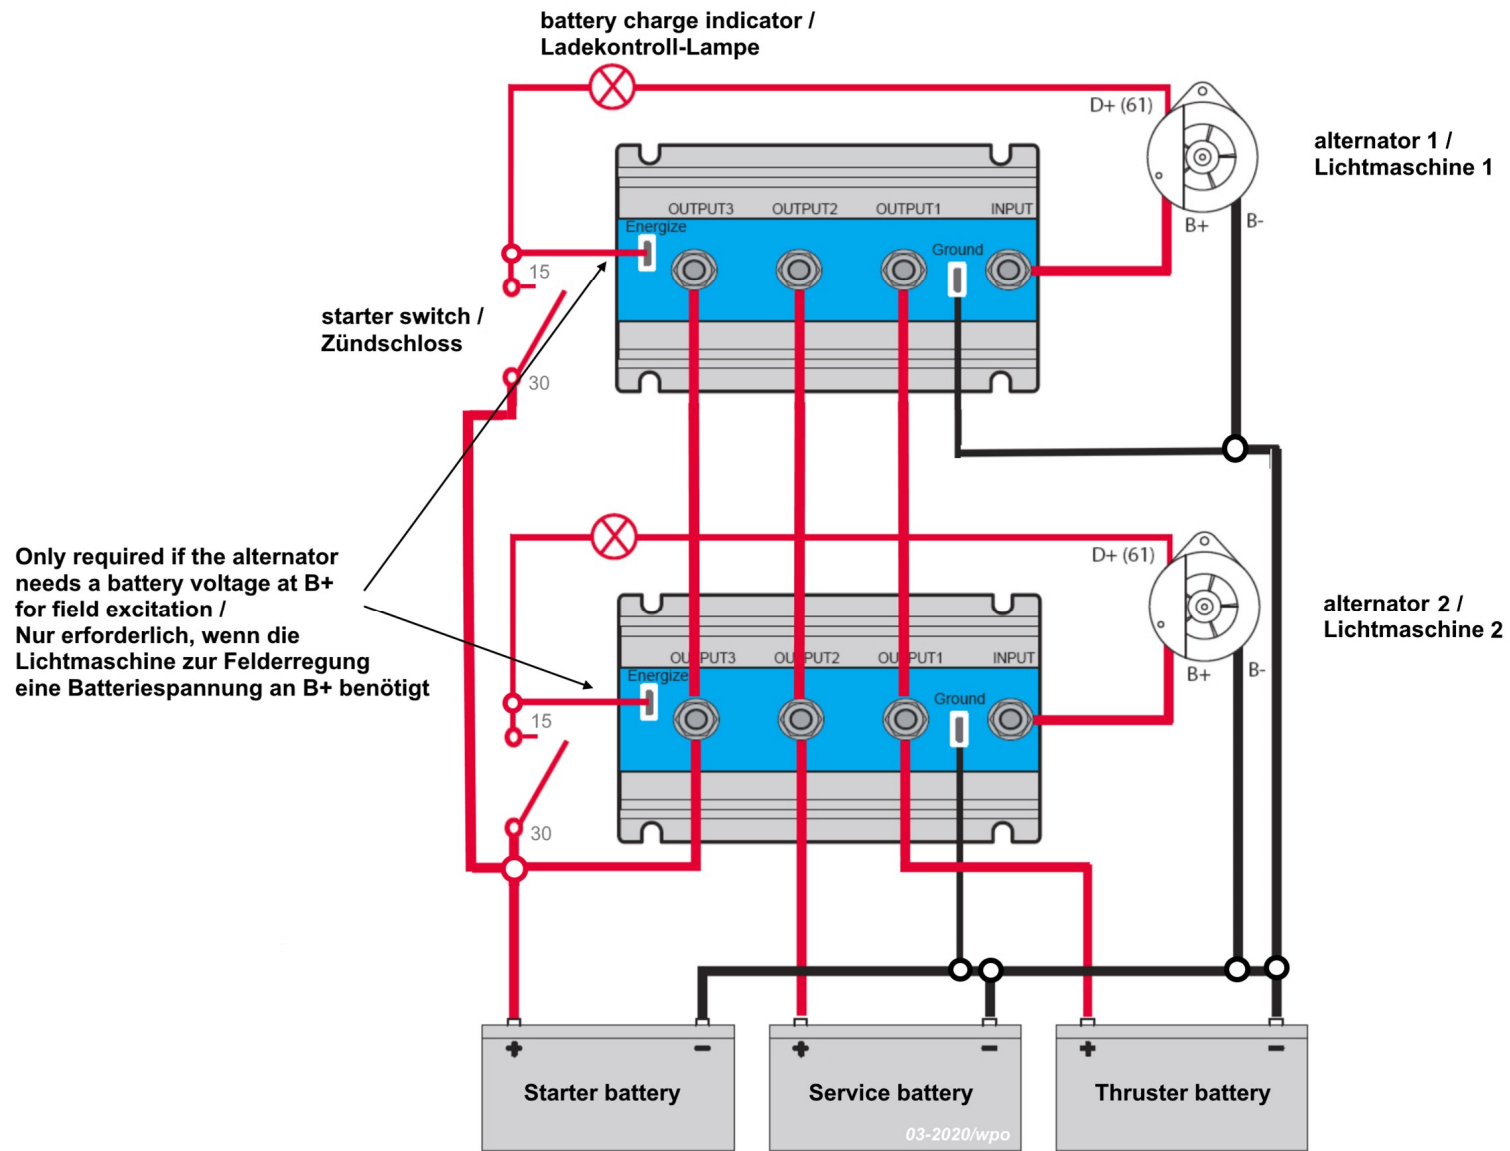 battery charge indicator /
Ladekontroll-Lampe
D+ (61)
alternator 1 /
Lichtmaschine 1
OUTPUT3
OUTPUT2
OUTPUT1
INPUT
Energize
Ground
B+
B-
15
starter switch /
Zündschloss
30
Only required if the alternator
needs a battery voltage at B+
for field excitation /
Nur erforderlich, wenn die
Lichtmaschine zur Felderregung
eine Batteriespannung an B+ benötigt
D+ (61)
alternator 2 /
Lichtmaschine 2
OUTPUT3
OUTPUT2
OUTPUT1
INPUT
Energize
Ground
B+
B-
15
30
+
-
+
-
+
-
Starter battery
Service battery
Thruster battery
03-2020/wpo